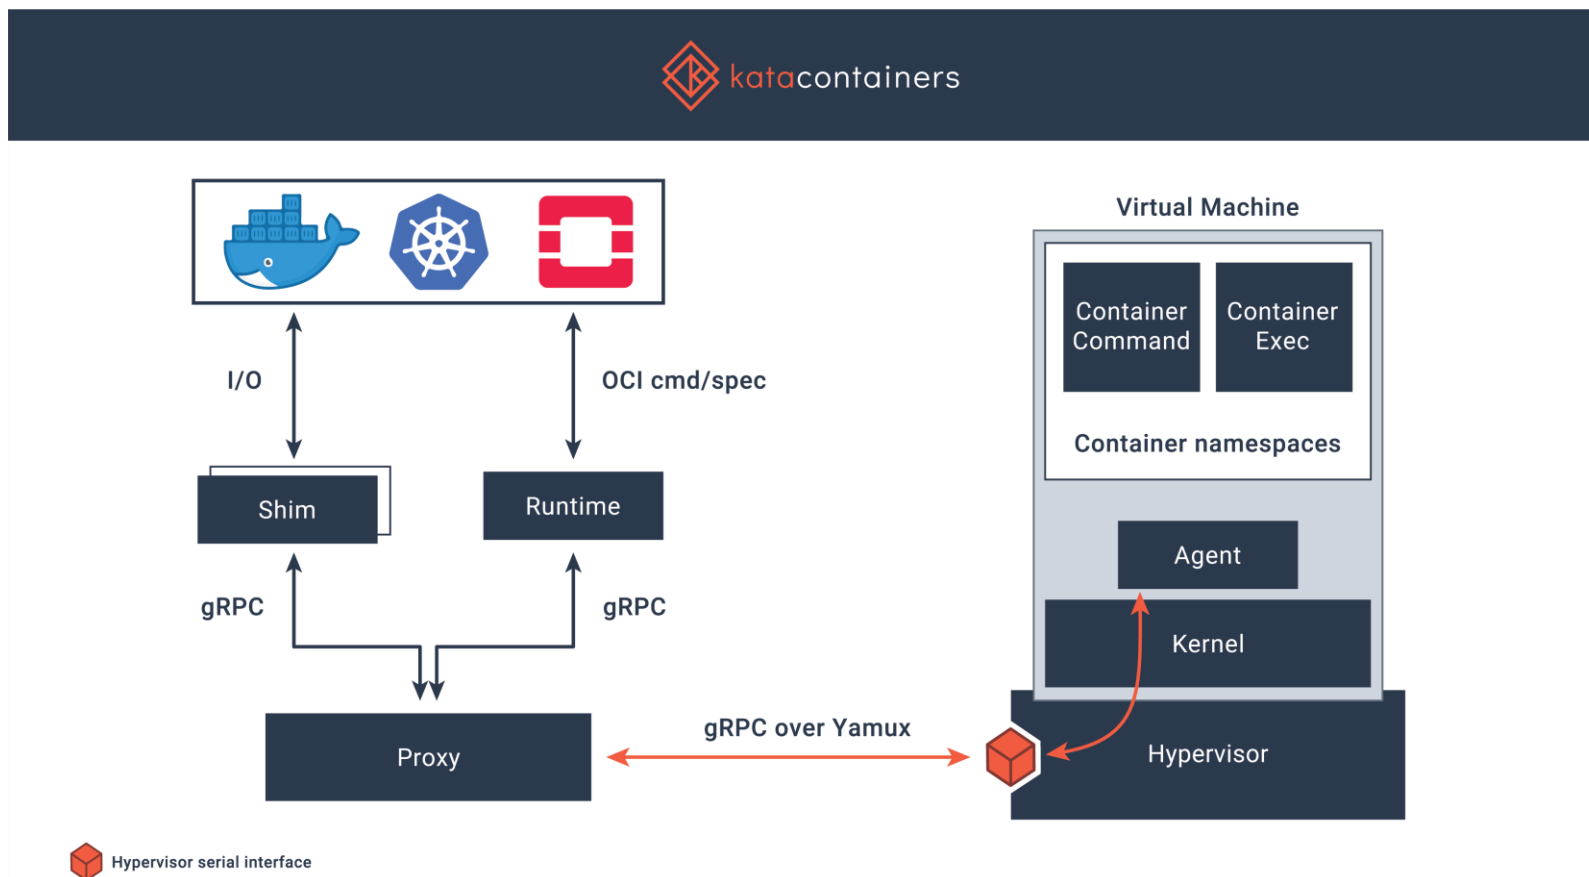 katacontainers
I/O
OCI cmd/spec
Shim
Runtime
gRPC
gRPC
Proxy
gRPC over Yamux
Virtual Machine
Container
Command
Container
Exec
Container namespaces
Agent
Kernel
Hypervisor
Hypervisor serial interface